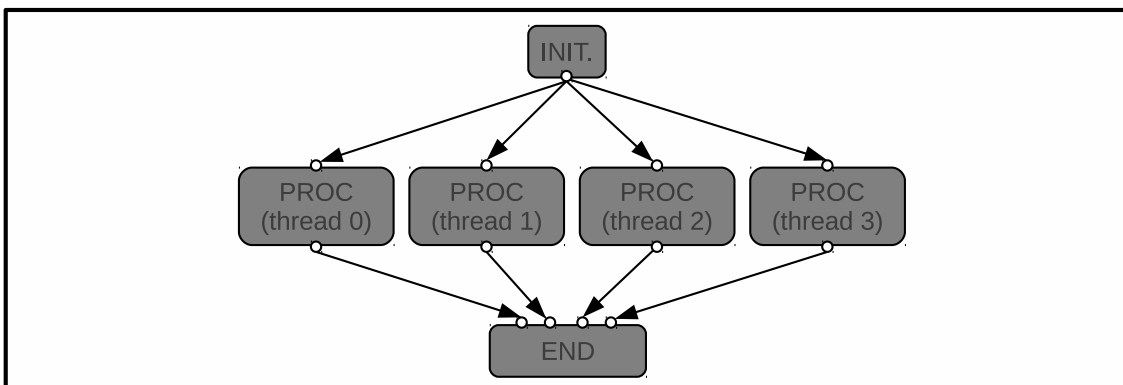 INIT.
PROC
(thread 0)
PROC
(thread 1)
PROC
(thread 2)
PROC
(thread 3)
END